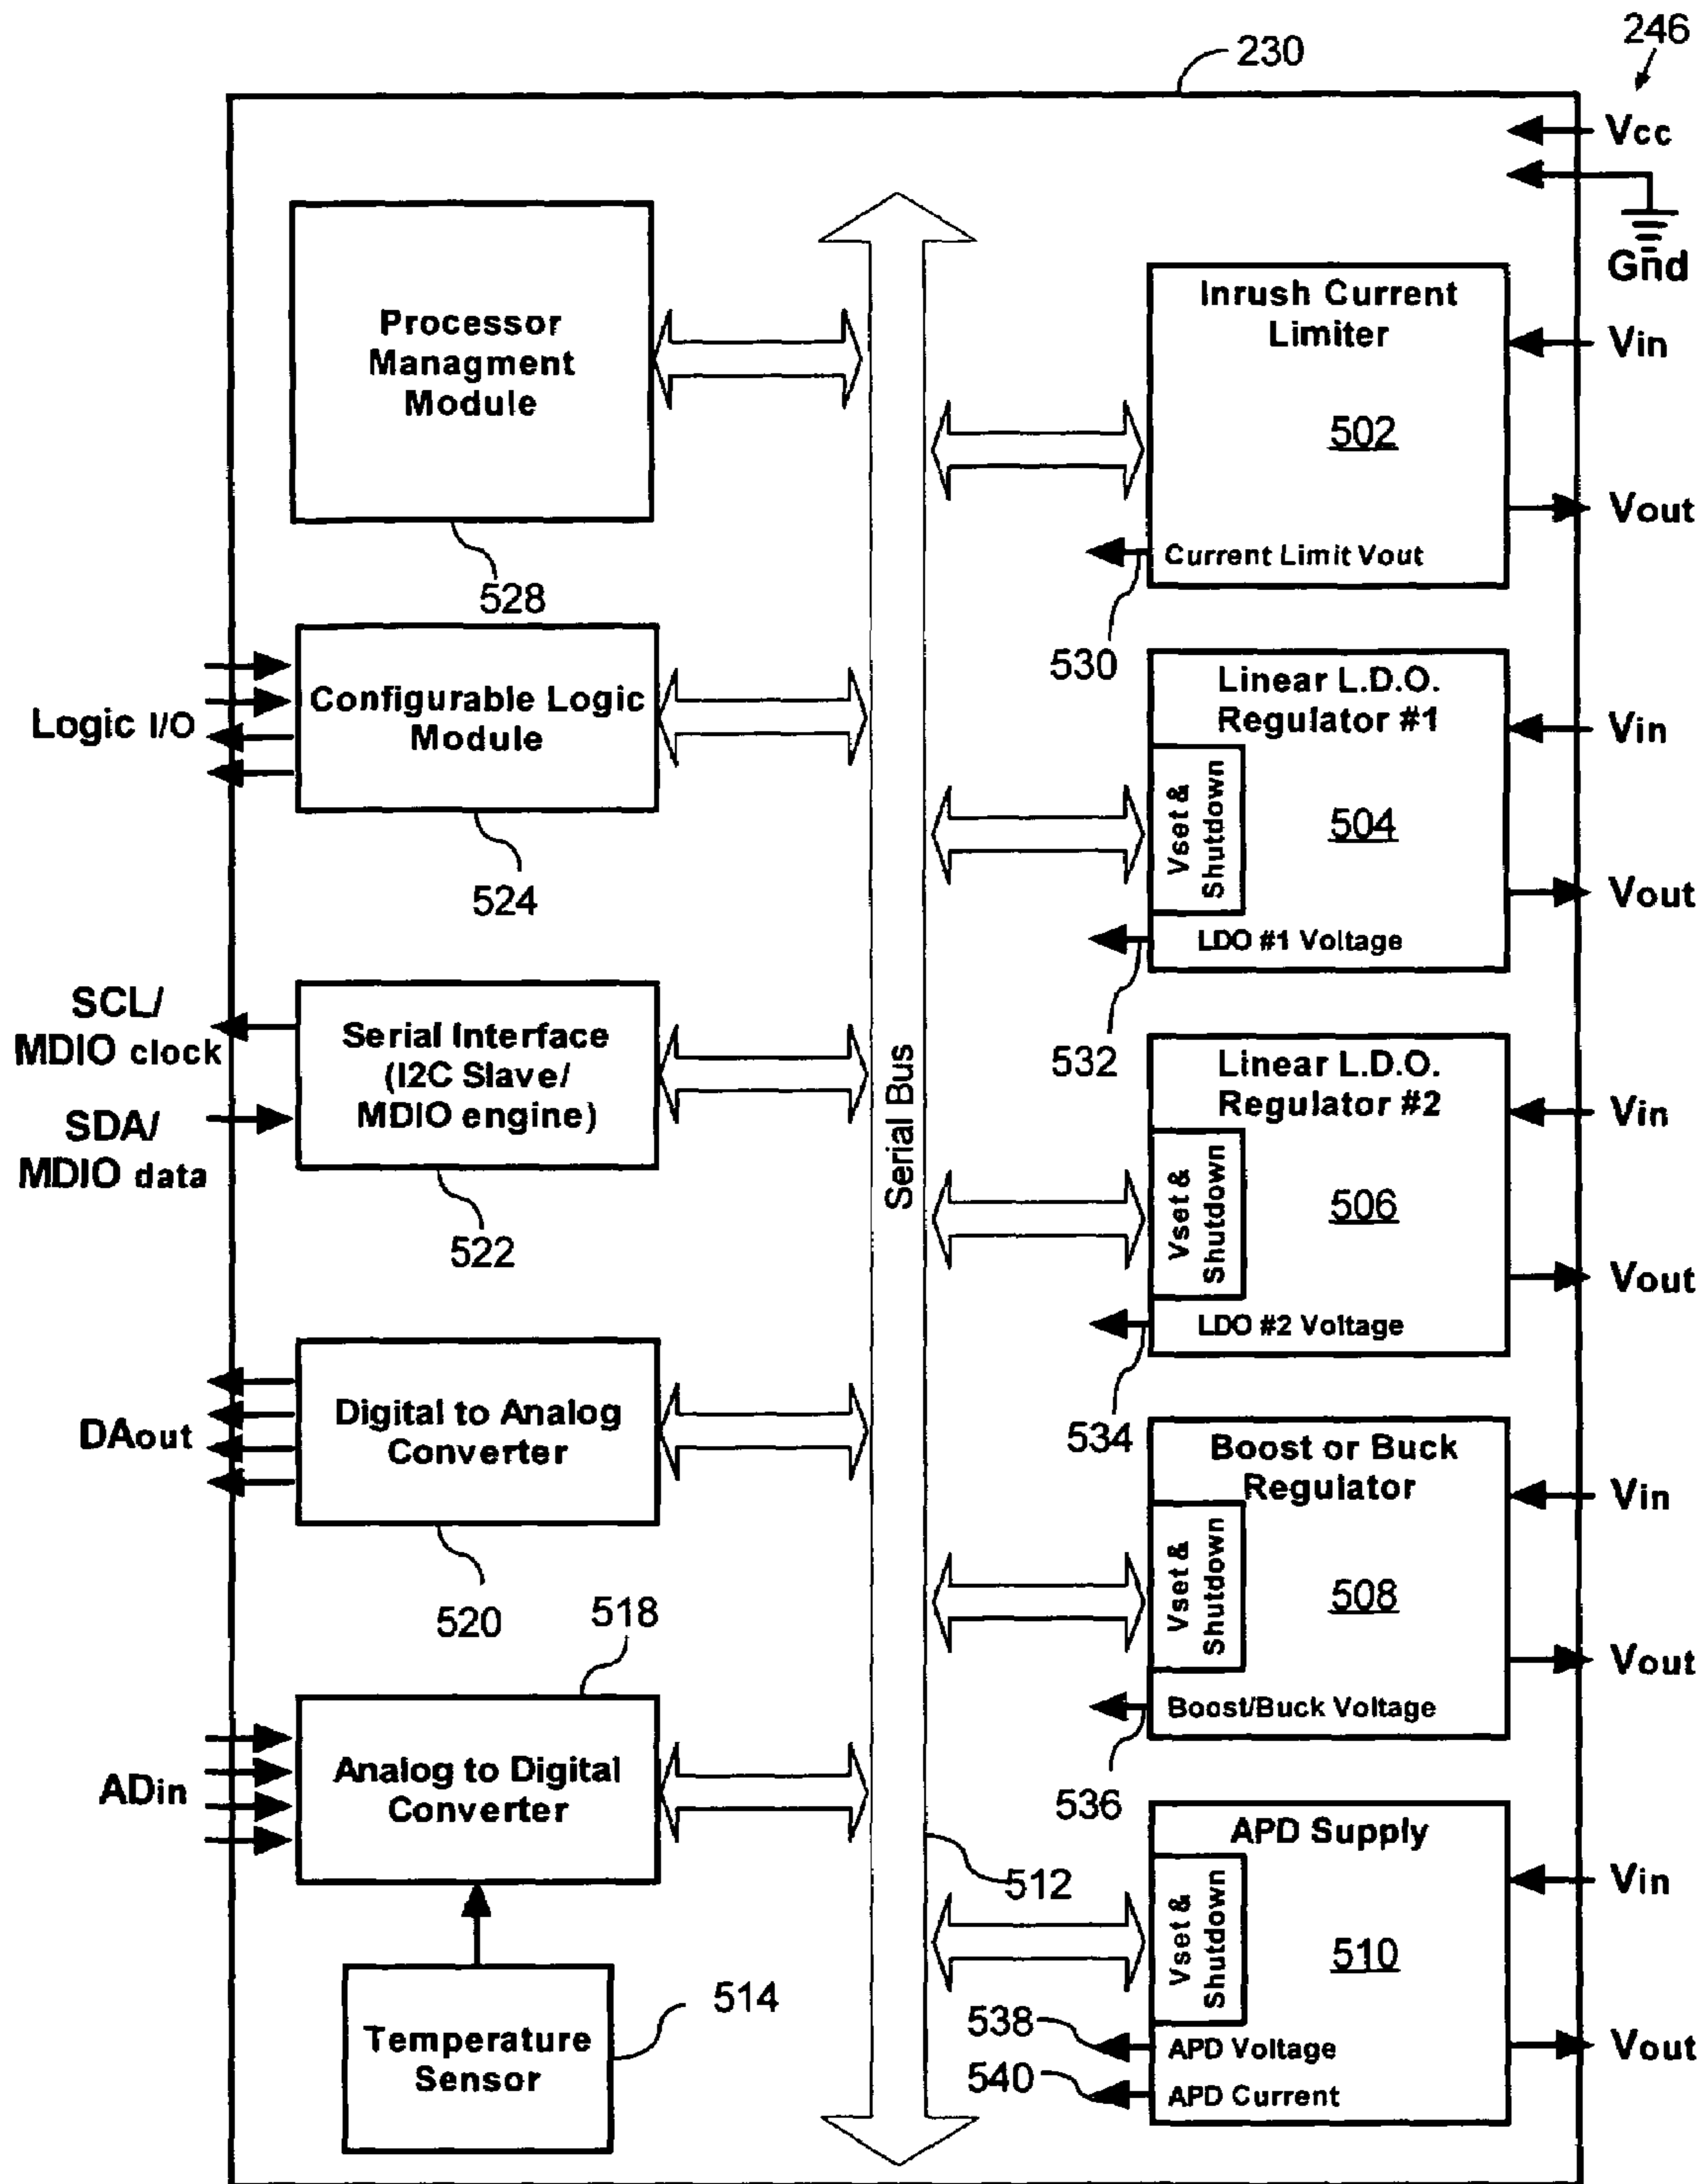 246
230
Vcc
Gnd
Processor
Managment
Module
528
Inrush Current
Limiter
502
Vin
Vout
Current Limit Vout
530
Logic I/O
Configurable Logic
Module
524
Linear L.D.O.
Regulator #1
Vset &
Shutdown
504
Vin
Vout
LDO #1 Voltage
532
SCL/
MDIO clock
SDA/
MDIO data
Serial Interface
(I2C Slave/
MDIO engine)
522
Serial Bus
Linear L.D.O.
Regulator #2
Vset &
Shutdown
506
Vin
Vout
LDO #2 Voltage
534
DAout
Digital to Analog
Converter
520
Boost or Buck
Regulator
Vset &
Shutdown
508
Vin
Vout
Boost/Buck Voltage
536
518
ADin
Analog to Digital
Converter
512
APD Supply
Vset &
Shutdown
510
Vin
Vout
538
APD Voltage
540
APD Current
Temperature
Sensor
514